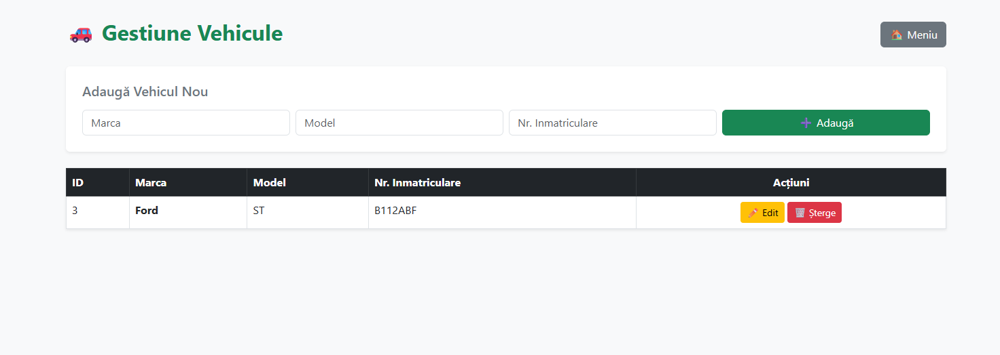 Gestiune Vehicule
Meniu
Adaugă Vehicul Nou
Marca Model Nr. Inmatriculare Adaugă
ID Marca Model Nr. Inmatriculare Acțiuni
3 Ford ST B112ABF Edit Șterge